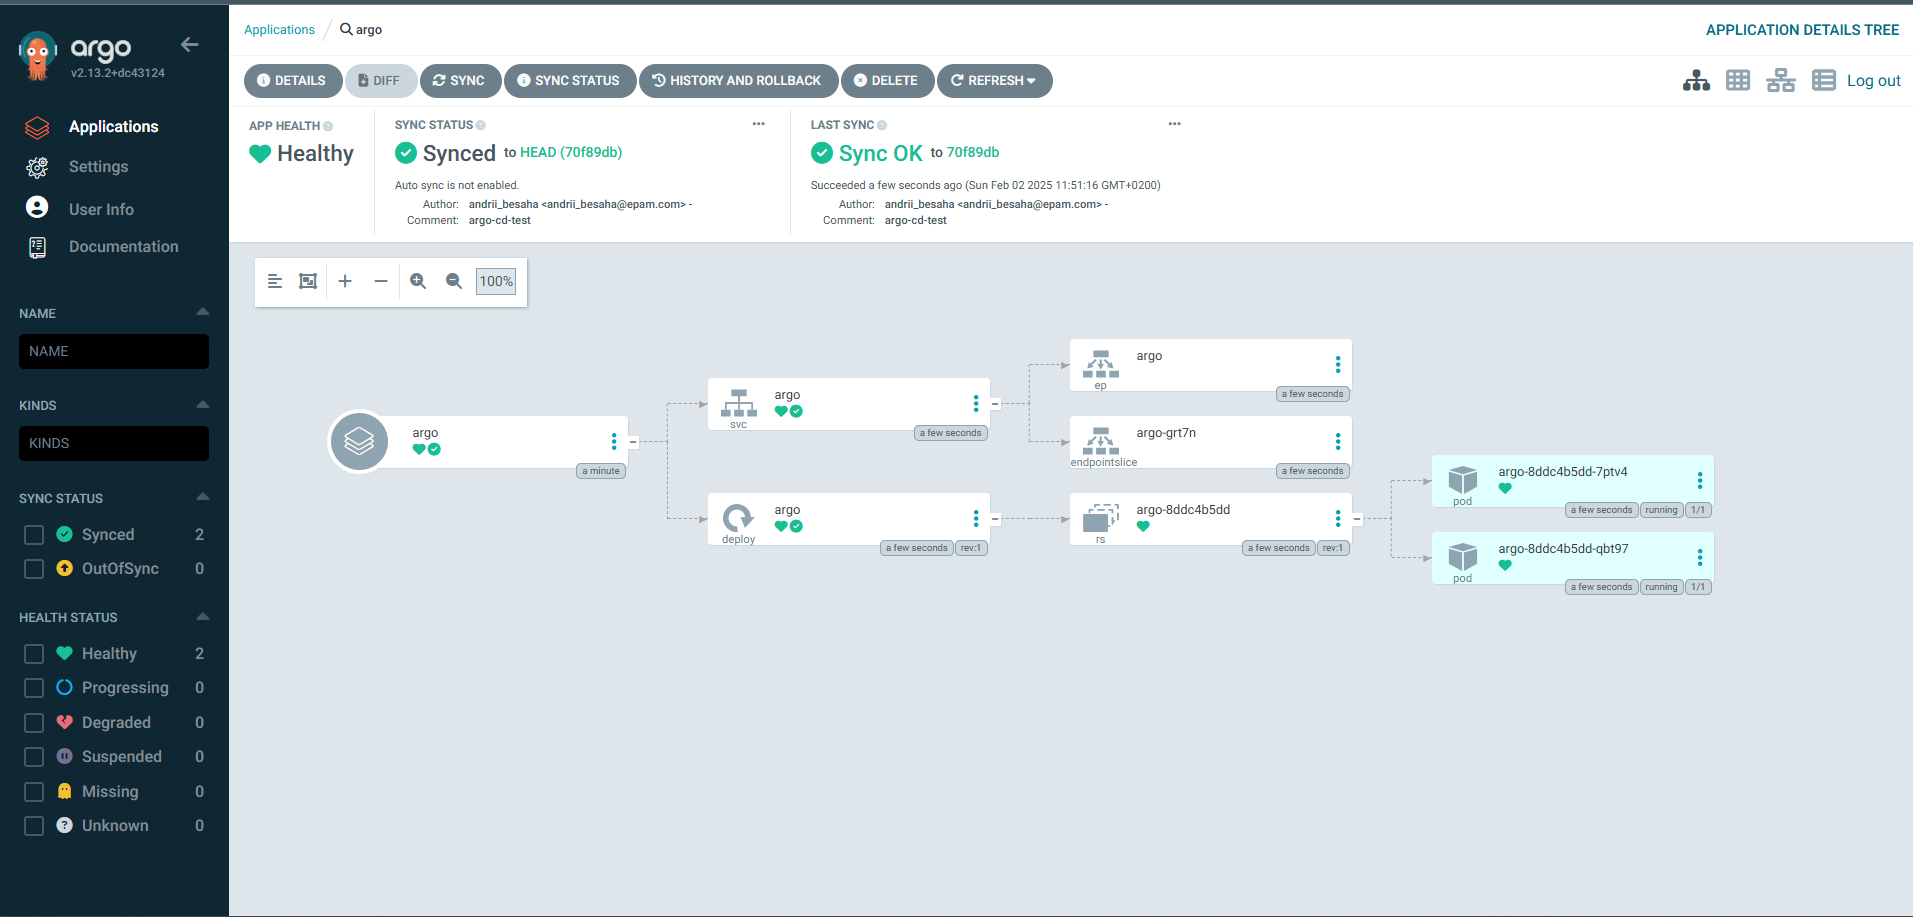 argo
v2.13.2+dc43124
Applications
Settings
User Info
Documentation
NAME
NAME
KINDS
KINDS
SYNC STATUS
Synced 2
OutOfSync 0
HEALTH STATUS
Healthy 2
Progressing 0
Degraded 0
Suspended 0
Missing 0
Unknown 0
Applications / argo
APPLICATION DETAILS TREE
DETAILS DIFF SYNC SYNC STATUS HISTORY AND ROLLBACK DELETE REFRESH
Log out
APP HEALTH
Healthy
SYNC STATUS
Synced to HEAD (70f89db)
Auto sync is not enabled.
Author: andrii_besaha <andrii_besaha@epam.com> -
Comment: argo-cd-test
LAST SYNC
Sync OK to 70f89db
Succeeded a few seconds ago (Sun Feb 02 2025 11:51:16 GMT+0200)
Author: andrii_besaha <andrii_besaha@epam.com> -
Comment: argo-cd-test
100%
argo
a minute
argo
svc
a few seconds
argo
deploy
a few seconds rev:1
argo
ep
a few seconds
argo-grt7n
endpointslice
a few seconds
argo-8ddc4b5dd
rs
a few seconds rev:1
argo-8ddc4b5dd-7ptv4
pod
a few seconds running 1/1
argo-8ddc4b5dd-qbt97
pod
a few seconds running 1/1